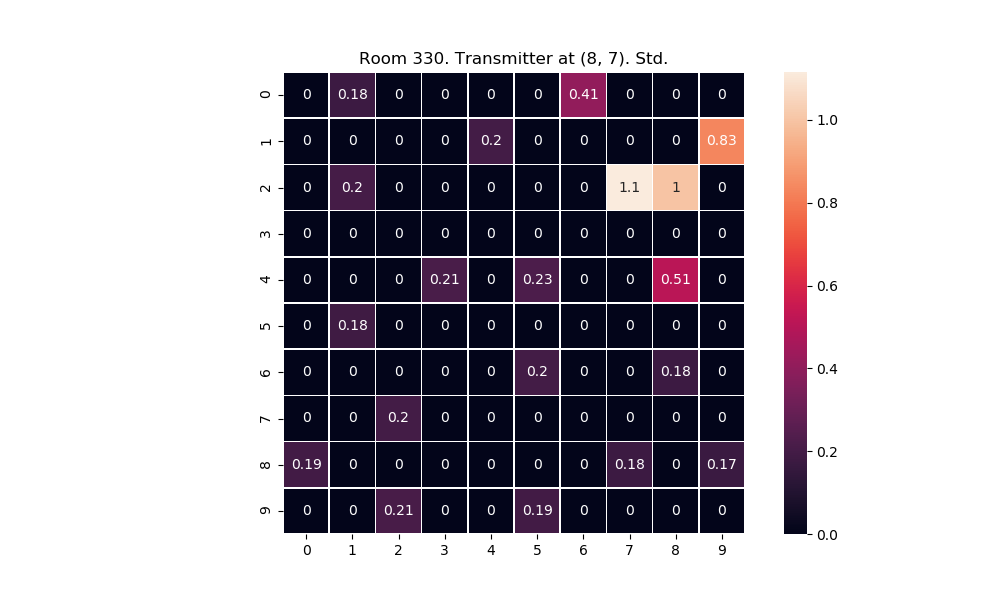 Room 330. Transmitter at (8, 7). Std.
0 0 0.18 0 0 0 0 0.41 0 0 0
1 0 0 0 0 0.2 0 0 0 0 0.83
2 0 0.2 0 0 0 0 0 1.1 1 0
3 0 0 0 0 0 0 0 0 0 0
4 0 0 0 0.21 0 0.23 0 0 0.51 0
5 0 0.18 0 0 0 0 0 0 0 0
6 0 0 0 0 0 0.2 0 0 0.18 0
7 0 0 0.2 0 0 0 0 0 0 0
8 0.19 0 0 0 0 0 0 0.18 0 0.17
9 0 0 0.21 0 0 0.19 0 0 0 0
0 1 2 3 4 5 6 7 8 9
1.0
0.8
0.6
0.4
0.2
0.0